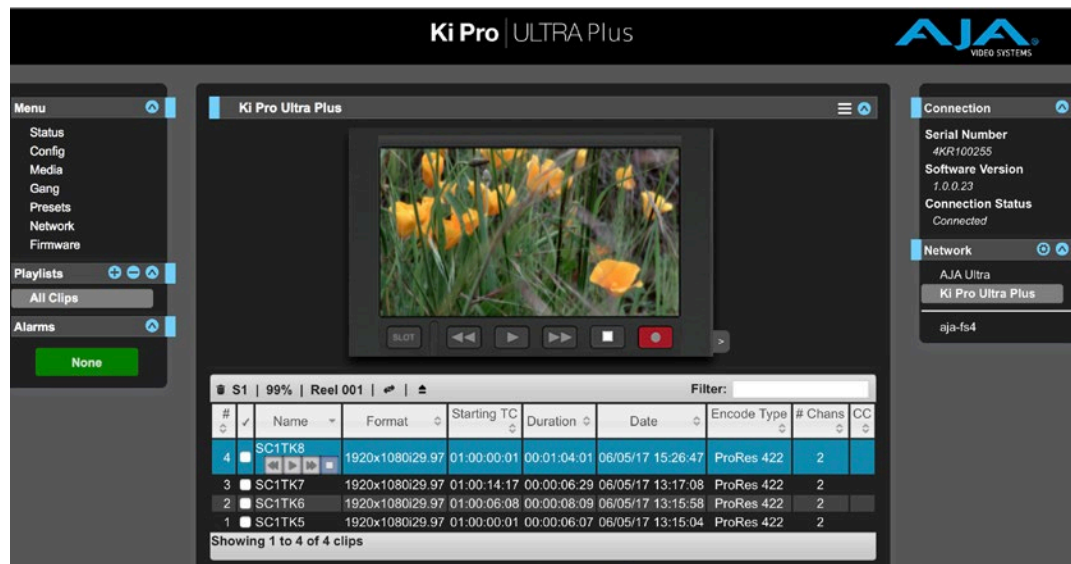 Ki Pro | ULTRA Plus
AJA®
VIDEO SYSTEMS
Menu
Status
Config
Media
Gang
Presets
Network
Firmware
Playlists
All Clips
Alarms
None
Ki Pro Ultra Plus
SLOT
>
S1 | 99% | Reel 001 | |
Filter:
# ✓ Name Format Starting TC Duration Date Encode Type # Chans CC
4 SC1TK8 1920x1080i29.97 01:00:00:01 00:01:04:01 06/05/17 15:26:47 ProRes 422 2
3 SC1TK7 1920x1080i29.97 01:00:14:17 00:00:06:29 06/05/17 13:17:08 ProRes 422 2
2 SC1TK6 1920x1080i29.97 01:00:06:08 00:00:08:09 06/05/17 13:15:58 ProRes 422 2
1 SC1TK5 1920x1080i29.97 01:00:00:01 00:00:06:07 06/05/17 13:15:04 ProRes 422 2
Showing 1 to 4 of 4 clips
Connection
Serial Number
4KR100255
Software Version
1.0.0.23
Connection Status
Connected
Network
AJA Ultra
Ki Pro Ultra Plus
aja-fs4